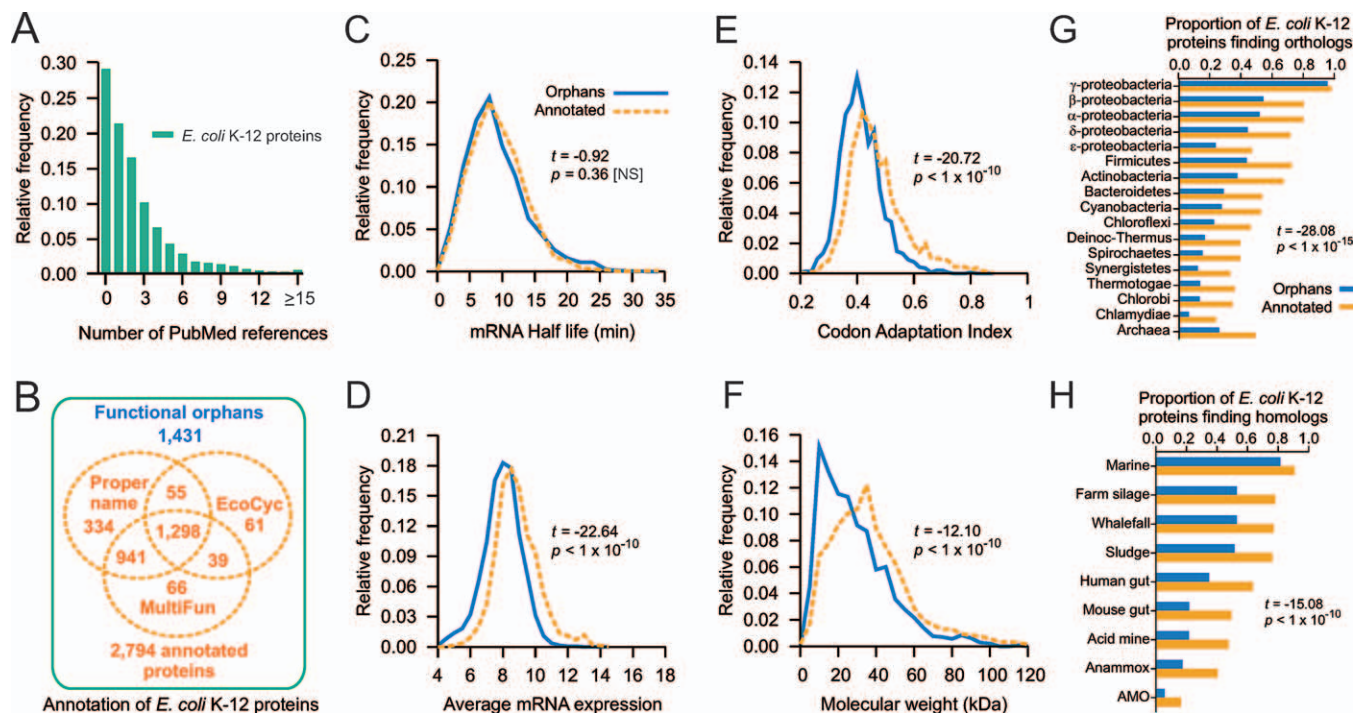 A
Relative frequency
0.30
0.25
0.20
0.15
0.10
0.05
0.00
E. coli K-12 proteins
0 3 6 9 12 ≥15
Number of PubMed references
B
Functional orphans
1,431
Proper name
334
55
EcoCyc
61
1,298
941
39
66
MultiFun
2,794 annotated
proteins
Annotation of E. coli K-12 proteins
C
Relative frequency
0.25
0.20
0.15
0.10
0.05
0.00
Orphans
Annotated
t = -0.92
p = 0.36 [NS]
0 5 10 15 20 25 30 35
mRNA Half life (min)
D
Relative frequency
0.21
0.18
0.15
0.12
0.09
0.06
0.03
0.00
t = -22.64
p < 1 x 10-10
4 6 8 10 12 14 16 18
Average mRNA expression
E
Relative frequency
0.14
0.12
0.10
0.08
0.06
0.04
0.02
0.00
t = -20.72
p < 1 x 10-10
0.2 0.4 0.6 0.8 1
Codon Adaptation Index
F
Relative frequency
0.16
0.14
0.12
0.10
0.08
0.06
0.04
0.02
0.00
t = -12.10
p < 1 x 10-10
0 20 40 60 80 100 120
Molecular weight (kDa)
G
Proportion of E. coli K-12
proteins finding orthologs
0.0 0.2 0.4 0.6 0.8 1.0
γ-proteobacteria
β-proteobacteria
α-proteobacteria
δ-proteobacteria
ε-proteobacteria
Firmicutes
Actinobacteria
Bacteroidetes
Cyanobacteria
Chloroflexi
Deinoc-Thermus
Spirochaetes
Synergistetes
Thermotogae
Chlorobi
Chlamydiae
Archaea
t = -28.08
p < 1 x 10-15
Orphans
Annotated
H
Proportion of E. coli K-12
proteins finding homologs
0.0 0.2 0.4 0.6 0.8 1.0
Marine
Farm silage
Whalefall
Sludge
Human gut
Mouse gut
Acid mine
Anammox
AMO
t = -15.08
p < 1 x 10-10